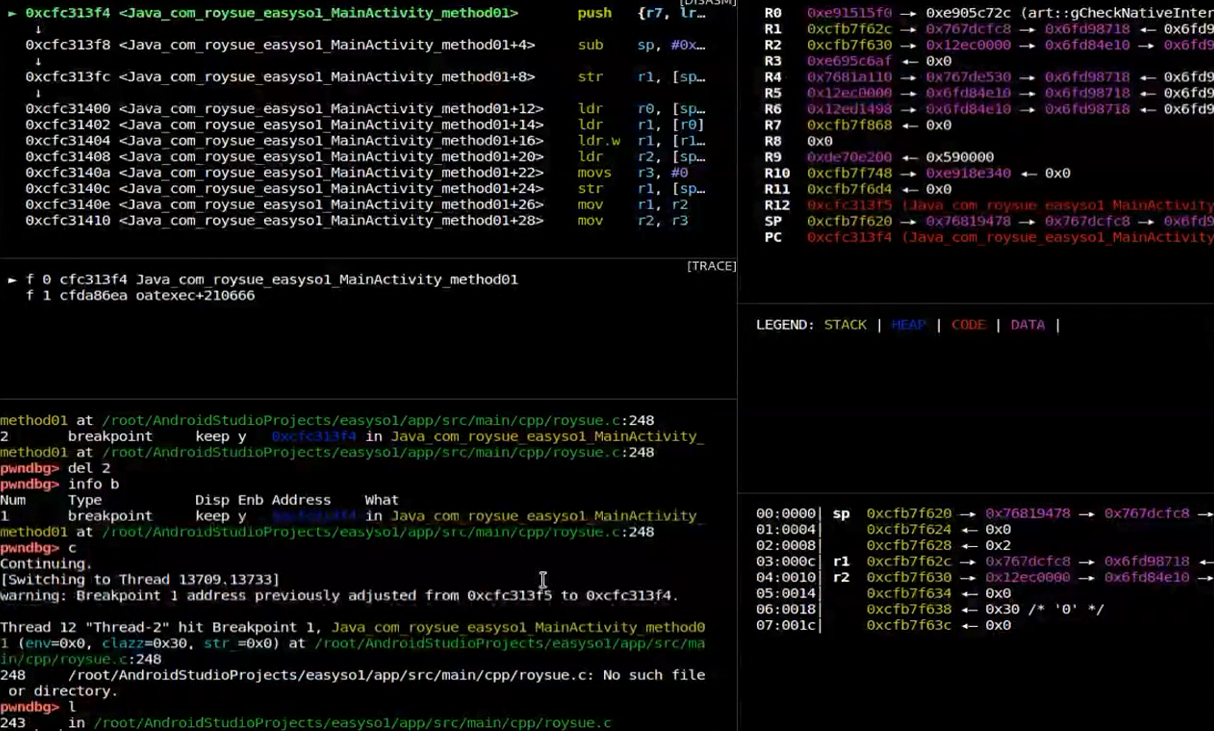 [DISASM]
► 0xcfc313f4 <Java_com_roysue_easyso1_MainActivity_method01> push {r7, lr…
↓
0xcfc313f8 <Java_com_roysue_easyso1_MainActivity_method01+4> sub sp, #0x…
↓
0xcfc313fc <Java_com_roysue_easyso1_MainActivity_method01+8> str r1, [sp…
↓
0xcfc31400 <Java_com_roysue_easyso1_MainActivity_method01+12> ldr r0, [sp…
0xcfc31402 <Java_com_roysue_easyso1_MainActivity_method01+14> ldr r1, [r0]
0xcfc31404 <Java_com_roysue_easyso1_MainActivity_method01+16> ldr.w r1, [r1…
0xcfc31408 <Java_com_roysue_easyso1_MainActivity_method01+20> ldr r2, [sp…
0xcfc3140a <Java_com_roysue_easyso1_MainActivity_method01+22> movs r3, #0
0xcfc3140c <Java_com_roysue_easyso1_MainActivity_method01+24> str r1, [sp…
0xcfc3140e <Java_com_roysue_easyso1_MainActivity_method01+26> mov r1, r2
0xcfc31410 <Java_com_roysue_easyso1_MainActivity_method01+28> mov r2, r3
[TRACE]
► f 0 cfc313f4 Java_com_roysue_easyso1_MainActivity_method01
f 1 cfda86ea oatexec+210666
method01 at /root/AndroidStudioProjects/easyso1/app/src/main/cpp/roysue.c:248
2 breakpoint keep y 0xcfc313f4 in Java_com_roysue_easyso1_MainActivity_
method01 at /root/AndroidStudioProjects/easyso1/app/src/main/cpp/roysue.c:248
pwndbg> del 2
pwndbg> info b
Num Type Disp Enb Address What
1 breakpoint keep y in Java_com_roysue_easyso1_MainActivity_
method01 at /root/AndroidStudioProjects/easyso1/app/src/main/cpp/roysue.c:248
pwndbg> c
Continuing.
[Switching to Thread 13709.13733]
warning: Breakpoint 1 address previously adjusted from 0xcfc313f5 to 0xcfc313f4.
Thread 12 "Thread-2" hit Breakpoint 1, Java_com_roysue_easyso1_MainActivity_method0
1 (env=0x0, clazz=0x30, str_=0x0) at /root/AndroidStudioProjects/easyso1/app/src/ma
in/cpp/roysue.c:248
248 /root/AndroidStudioProjects/easyso1/app/src/main/cpp/roysue.c: No such file
or directory.
pwndbg> l
243 in /root/AndroidStudioProjects/easyso1/app/src/main/cpp/roysue.c
R0 0xe91515f0 → 0xe905c72c (art::gCheckNativeInter
R1 0xcfb7f62c → 0x767dcfc8 → 0x6fd98718 ← 0x6fd9
R2 0xcfb7f630 → 0x12ec0000 → 0x6fd84e10 → 0x6fd9
R3 0xe695c6af ← 0x0
R4 0x7681a110 → 0x767de530 → 0x6fd98718 ← 0x6fd9
R5 0x12ec0000 → 0x6fd84e10 → 0x6fd98718 ← 0x6fd9
R6 0x12ed1498 → 0x6fd84e10 → 0x6fd98718 ← 0x6fd9
R7 0xcfb7f868 ← 0x0
R8 0x0
R9 0xde70e200 ← 0x590000
R10 0xcfb7f748 → 0xe918e340 ← 0x0
R11 0xcfb7f6d4 ← 0x0
R12 0xcfc313f5 (Java_com_roysue_easyso1_MainActivity
SP 0xcfb7f620 → 0x76819478 → 0x767dcfc8 → 0x6fd9
PC 0xcfc313f4 (Java_com_roysue_easyso1_MainActivity
LEGEND: STACK | HEAP | CODE | DATA |
00:0000| sp 0xcfb7f620 → 0x76819478 → 0x767dcfc8 →
01:0004| 0xcfb7f624 ← 0x0
02:0008| 0xcfb7f628 ← 0x2
03:000c| r1 0xcfb7f62c → 0x767dcfc8 → 0x6fd98718 ←
04:0010| r2 0xcfb7f630 → 0x12ec0000 → 0x6fd84e10 →
05:0014| 0xcfb7f634 ← 0x0
06:0018| 0xcfb7f638 ← 0x30 /* '0' */
07:001c| 0xcfb7f63c ← 0x0